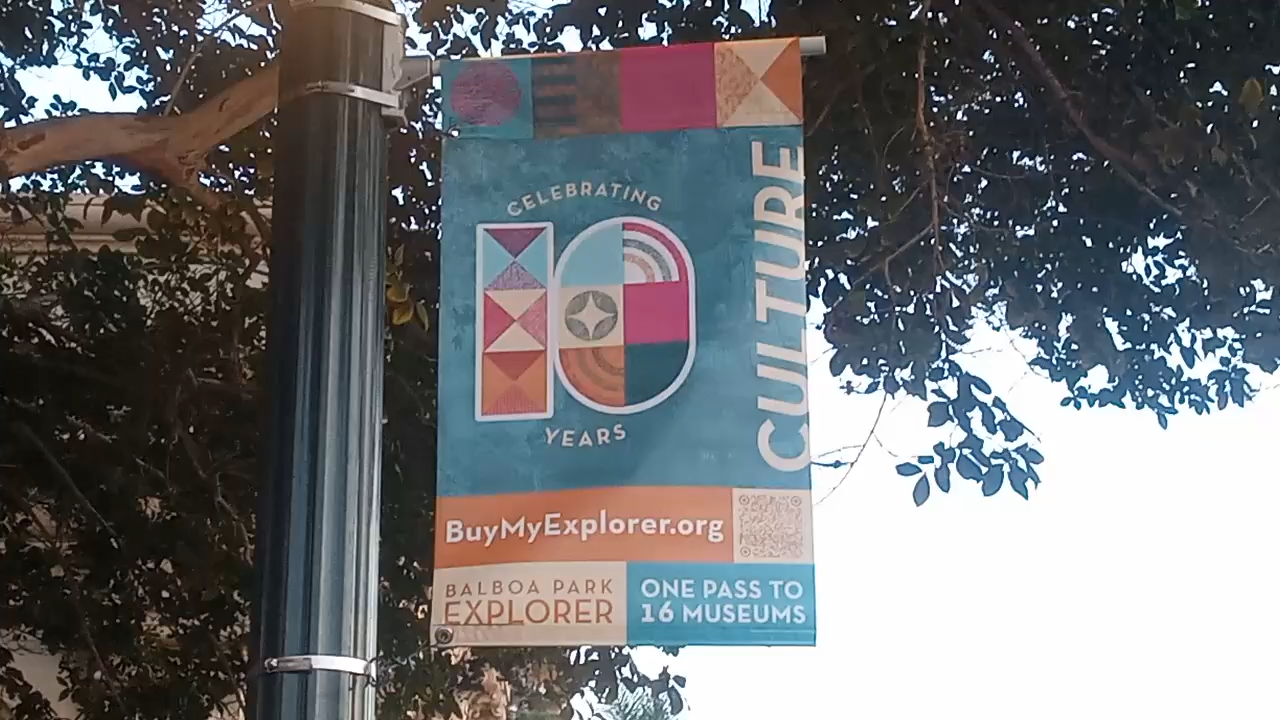 CELEBRATING
10
YEARS
CULTURE
BuyMyExplorer.org
BALBOA PARK
EXPLORER
ONE PASS TO
16 MUSEUMS